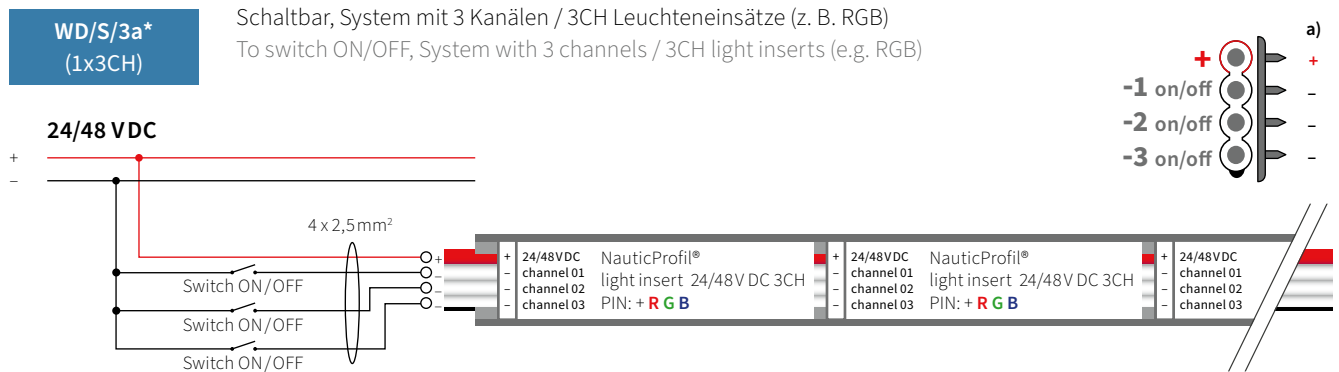 WD/S/3a*
(1x3CH)
Schaltbar, System mit 3 Kanälen / 3CH Leuchteneinsätze (z. B. RGB)
To switch ON/OFF, System with 3 channels / 3CH light inserts (e.g. RGB)
a)
+ +
-1 on/off –
-2 on/off –
-3 on/off –
24/48 V DC
+
–
4 x 2,5 mm²
+
–
–
–
Switch ON/OFF
Switch ON/OFF
Switch ON/OFF
+ 24/48VDC
– channel 01
– channel 02
– channel 03
NauticProfil®
light insert 24/48V DC 3CH
PIN: + R G B
+ 24/48VDC
– channel 01
– channel 02
– channel 03
NauticProfil®
light insert 24/48V DC 3CH
PIN: + R G B
+ 24/48VDC
– channel 01
– channel 02
– channel 03